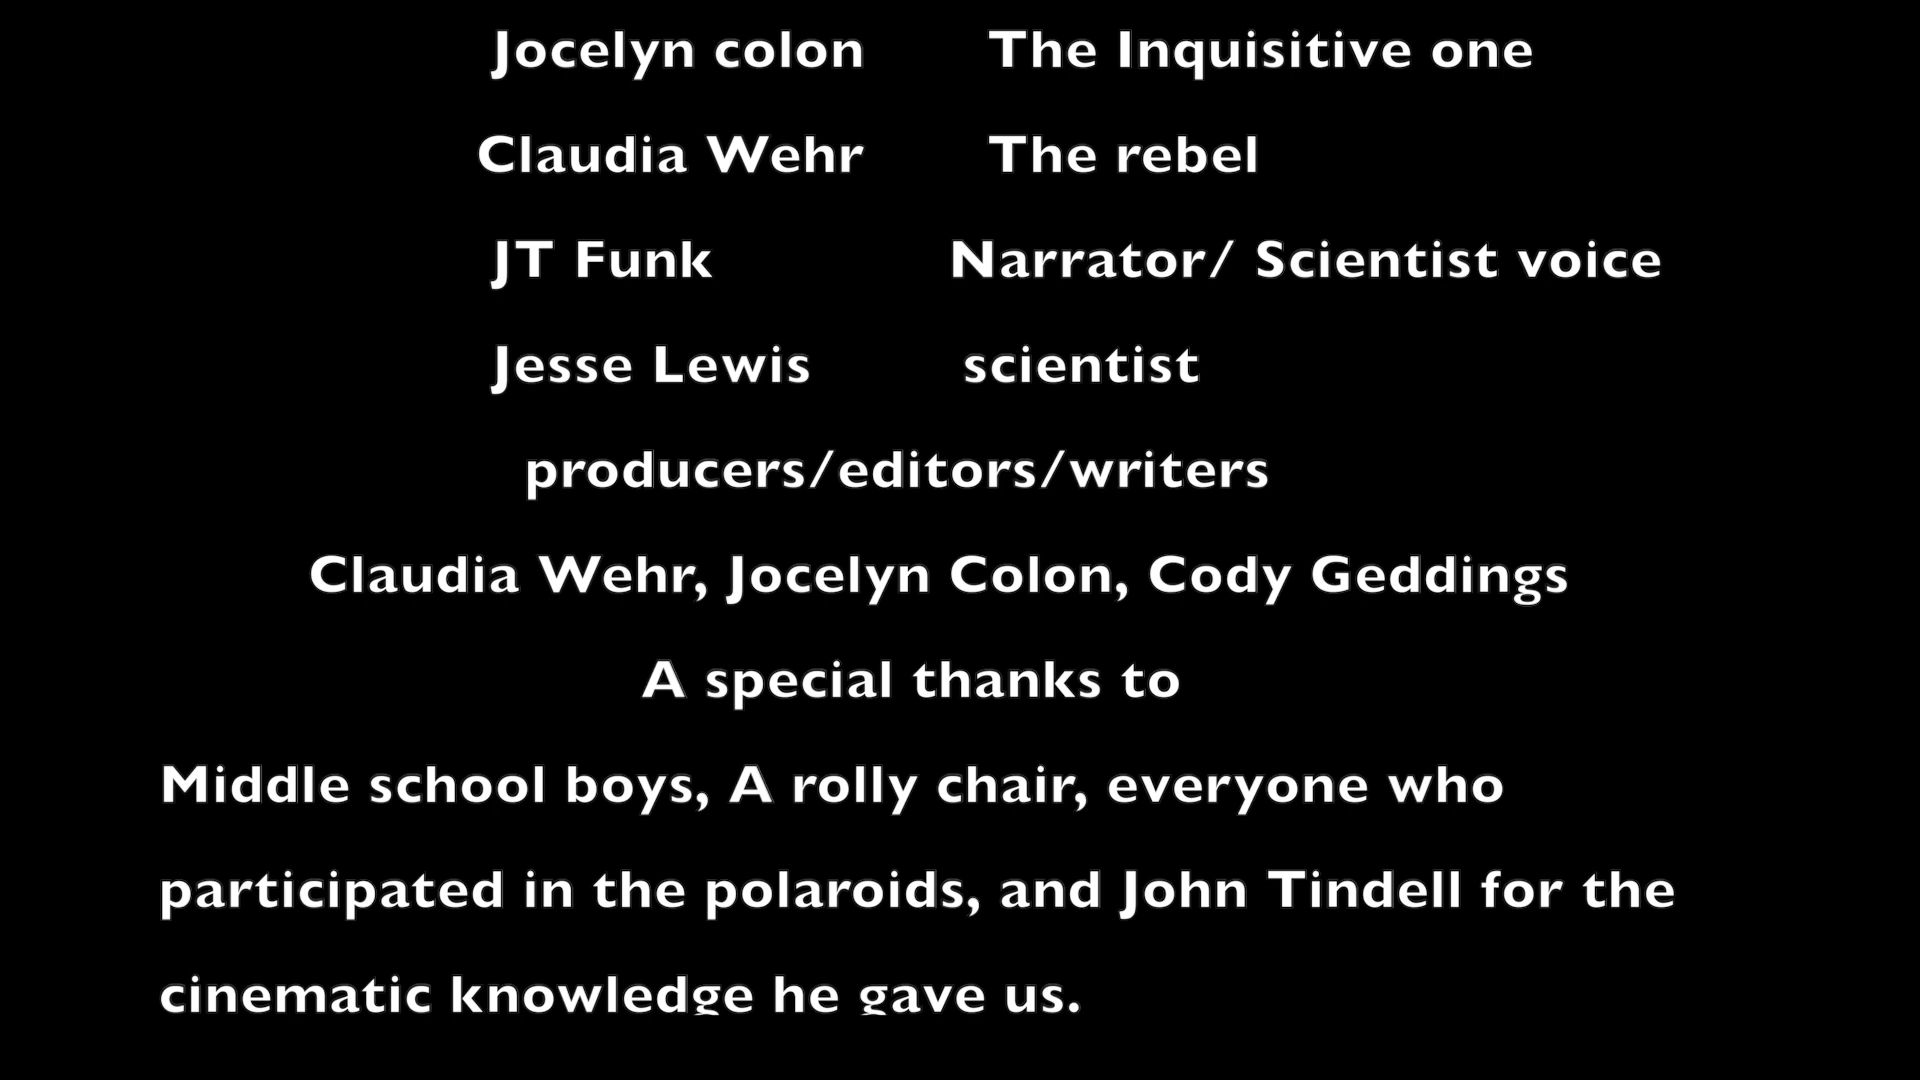 Jocelyn colon The Inquisitive one
Claudia Wehr The rebel
JT Funk Narrator/ Scientist voice
Jesse Lewis scientist
producers/editors/writers
Claudia Wehr, Jocelyn Colon, Cody Geddings
A special thanks to
Middle school boys, A rolly chair, everyone who
participated in the polaroids, and John Tindell for the
cinematic knowledge he gave us.